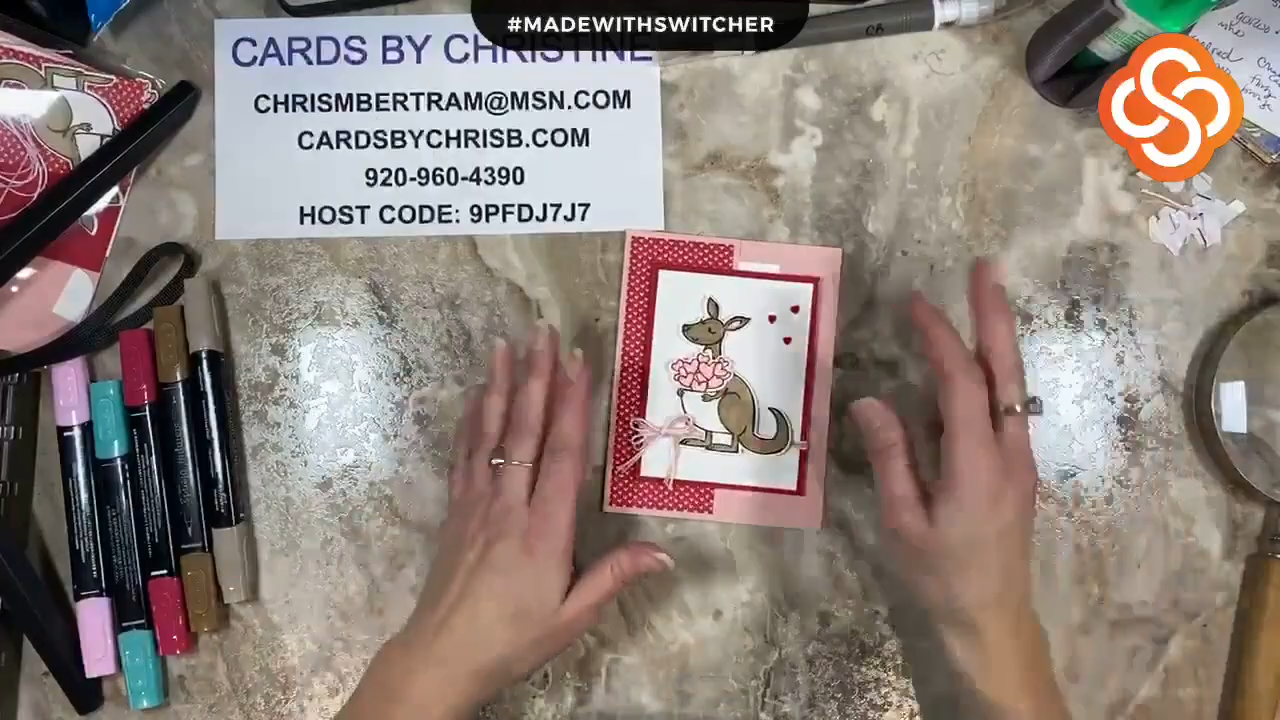 #MADEWITHSWITCHER
CARDS BY CHRISTINE
CHRISMBERTRAM@MSN.COM
CARDSBYCHRISB.COM
920-960-4390
HOST CODE: 9PFDJ7J7